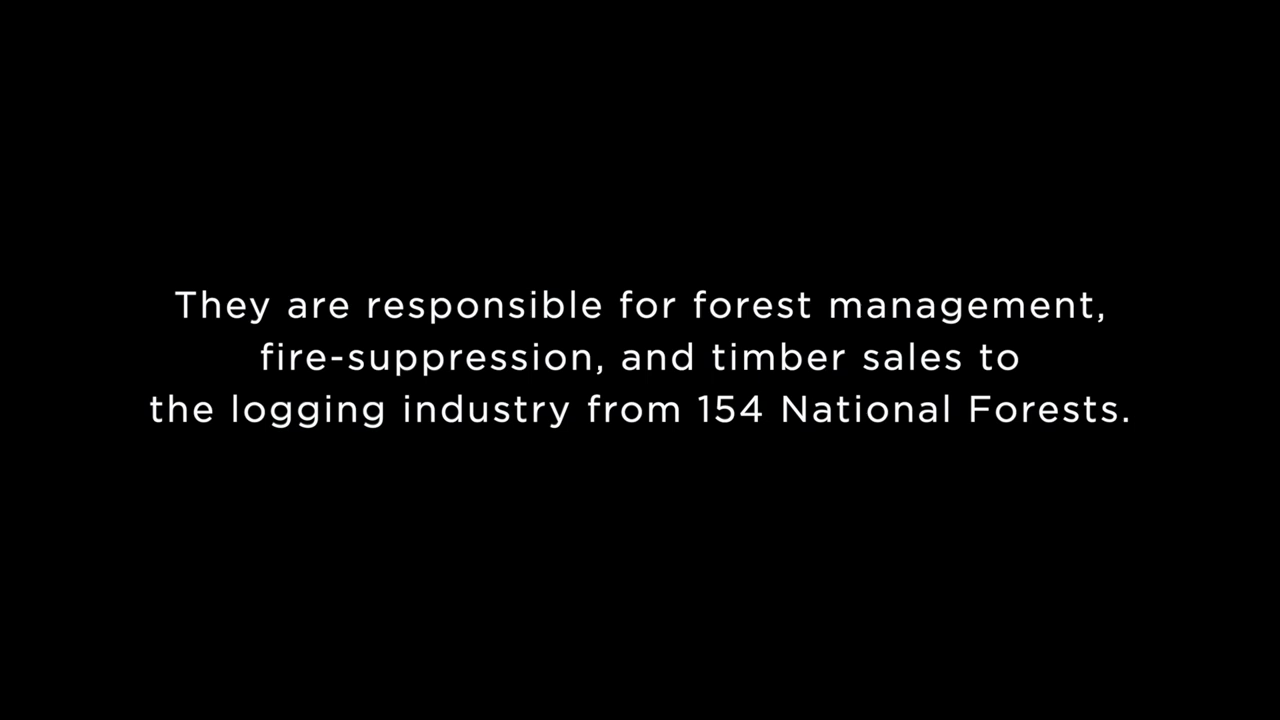 They are responsible for forest management,
fire-suppression, and timber sales to
the logging industry from 154 National Forests.